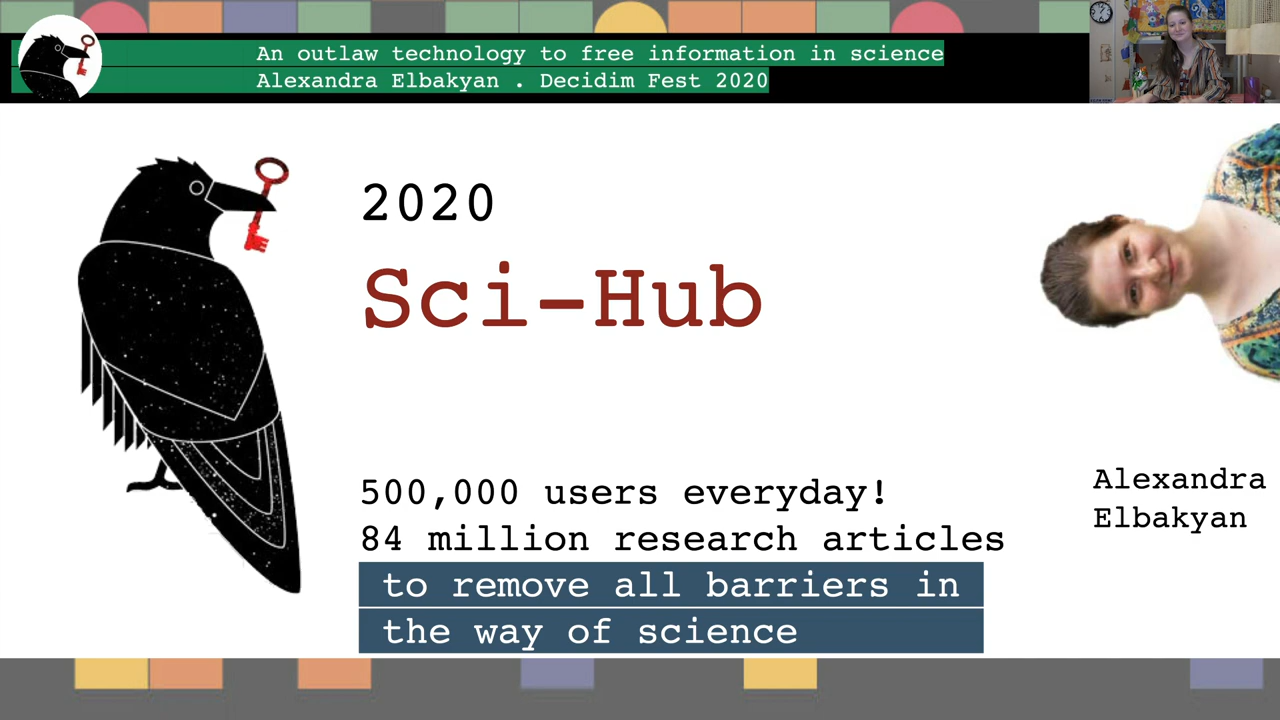 An outlaw technology to free information in science
Alexandra Elbakyan . Decidim Fest 2020
2020
Sci-Hub
500,000 users everyday!
84 million research articles
to remove all barriers in
the way of science
Alexandra
Elbakyan